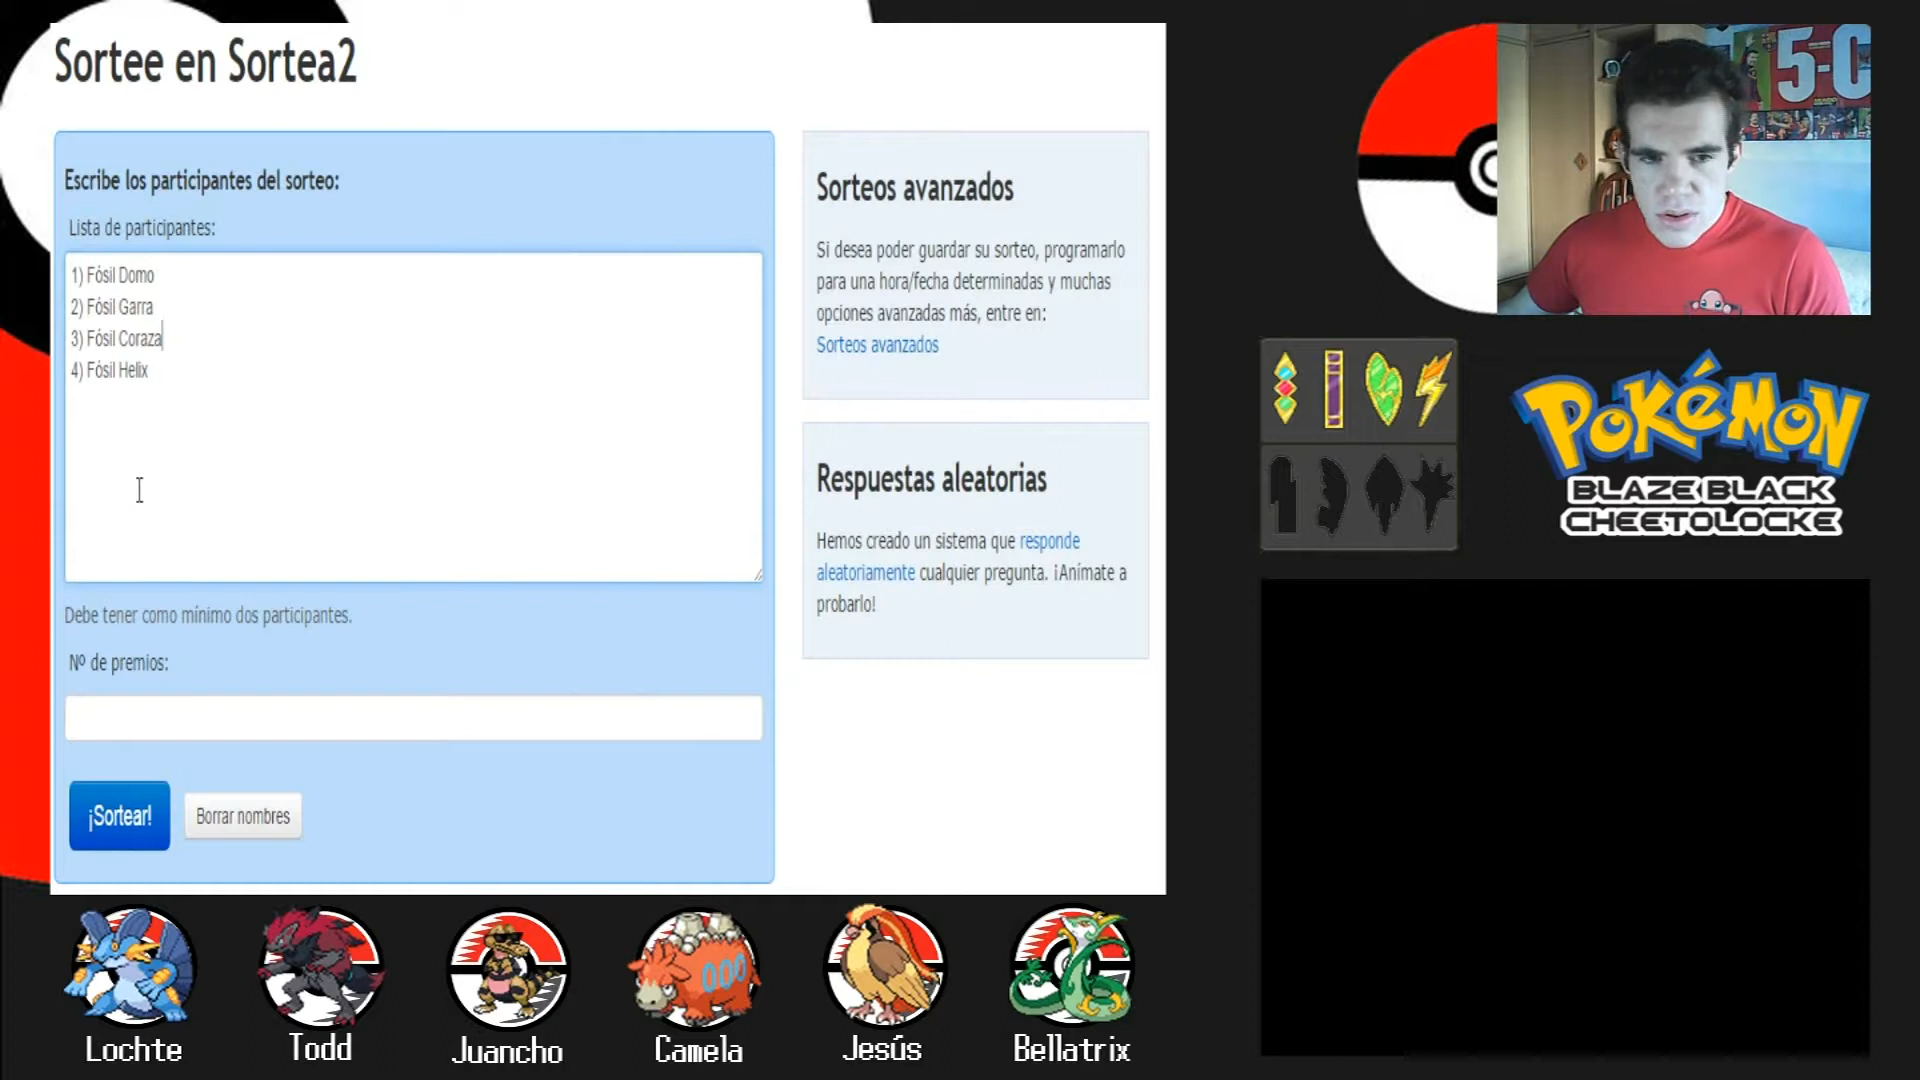 Sortee en Sortea2
Escribe los participantes del sorteo:
Lista de participantes:
1) Fósil Domo
2) Fósil Garra
3) Fósil Coraza
4) Fósil Helix
Debe tener como mínimo dos participantes.
Nº de premios:
¡Sortear!
Borrar nombres
Sorteos avanzados
Si desea poder guardar su sorteo, programarlo
para una hora/fecha determinadas y muchas
opciones avanzadas más, entre en:
Sorteos avanzados
Respuestas aleatorias
Hemos creado un sistema que responde
aleatoriamente cualquier pregunta. ¡Anímate a
probarlo!
5-0
POKéMON
BLAZE BLACK
CHEETOLOCKE
000
Lochte
Todd
Juancho
Camela
Jesús
Bellatrix